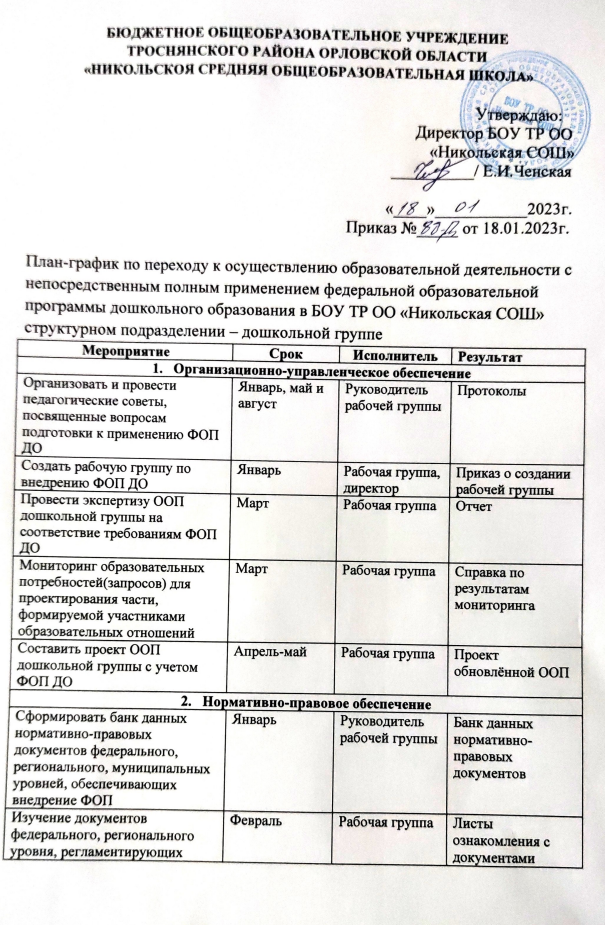 БЮДЖЕТНОЕ ОБЩЕОБРАЗОВАТЕЛЬНОЕ УЧРЕЖДЕНИЕ
ТРОСНЯНСКОГО РАЙОНА ОРЛОВСКОЙ ОБЛАСТИ
«НИКОЛЬСКОЯ СРЕДНЯЯ ОБЩЕОБРАЗОВАТЕЛЬНАЯ ШКОЛА»
Утверждаю:
Директор БОУ ТР ОО
«Никольская СОШ»
/ Е.И.Ченская
« 18 » 01 2023г.
Приказ № от 18.01.2023г.
План-график по переходу к осуществлению образовательной деятельности с
непосредственным полным применением федеральной образовательной
программы дошкольного образования в БОУ ТР ОО «Никольская СОШ»
структурном подразделении – дошкольной группе
Мероприятие Срок Исполнитель Результат
1. Организационно-управленческое обеспечение
Организовать и провести
педагогические советы,
посвященные вопросам
подготовки к применению ФОП
ДО
Январь, май и
август
Руководитель
рабочей группы
Протоколы
Создать рабочую группу по
внедрению ФОП ДО
Январь
Рабочая группа,
директор
Приказ о создании
рабочей группы
Провести экспертизу ООП
дошкольной группы на
соответствие требованиям ФОП
ДО
Март
Рабочая группа
Отчет
Мониторинг образовательных
потребностей(запросов) для
проектирования части,
формируемой участниками
образовательных отношений
Март
Рабочая группа
Справка по
результатам
мониторинга
Составить проект ООП
дошкольной группы с учетом
ФОП ДО
Апрель-май
Рабочая группа
Проект
обновлённой ООП
2. Нормативно-правовое обеспечение
Сформировать банк данных
нормативно-правовых
документов федерального,
регионального, муниципальных
уровней, обеспечивающих
внедрение ФОП
Январь
Руководитель
рабочей группы
Банк данных
нормативно-
правовых
документов
Изучение документов
федерального, регионального
уровня, регламентирующих
Февраль
Рабочая группа
Листы
ознакомления с
документами